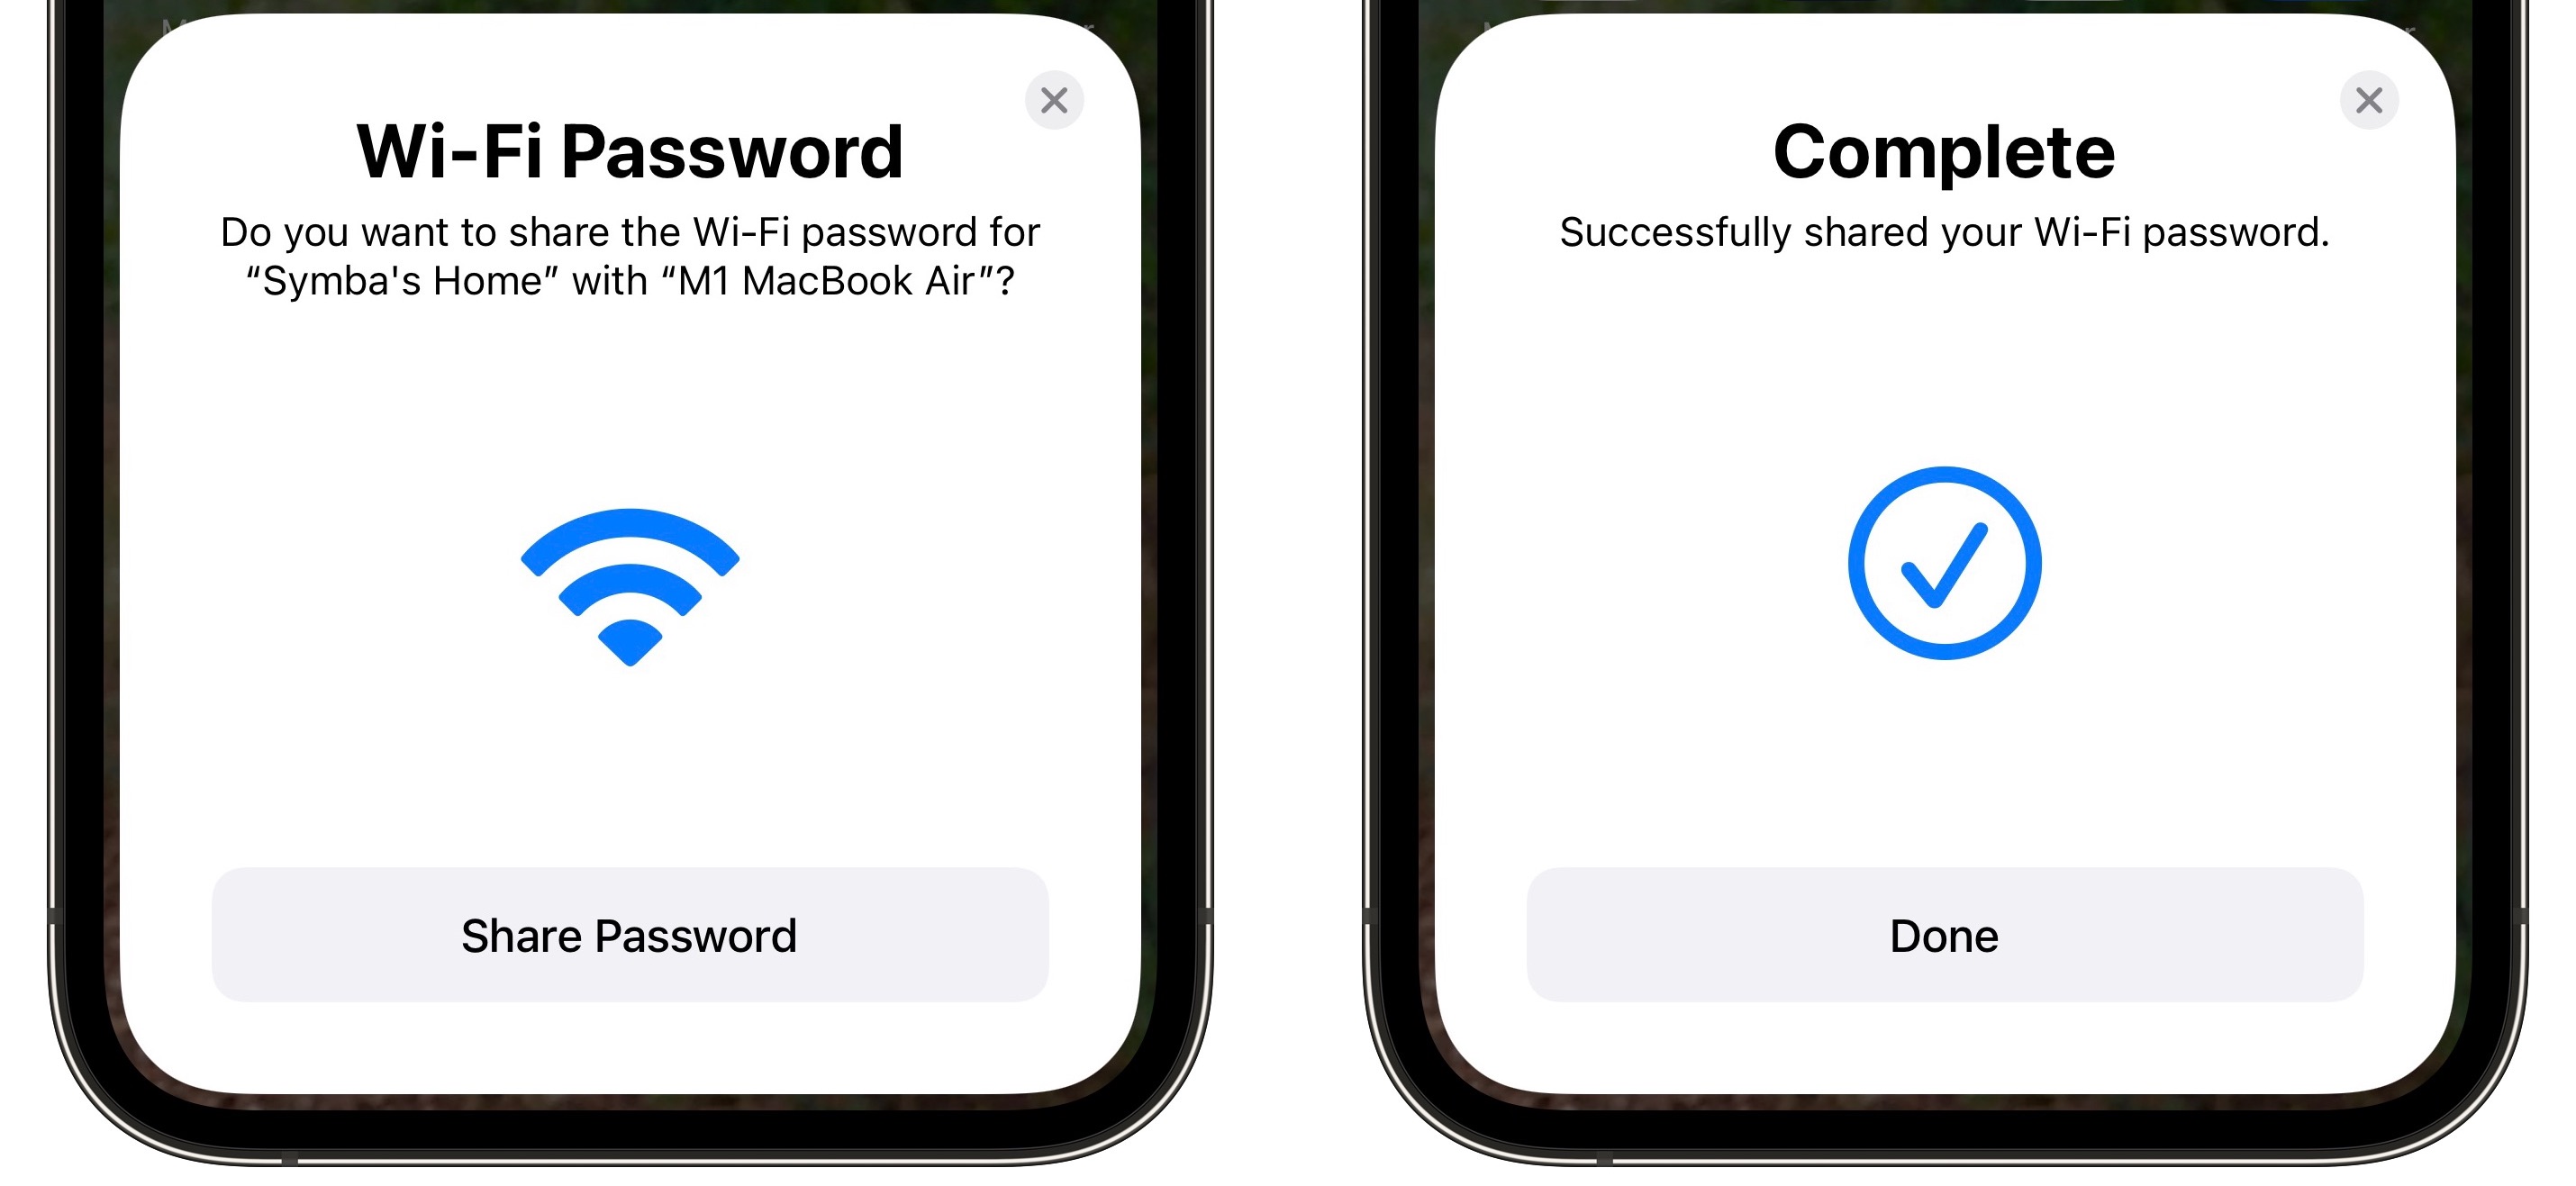 Wi-Fi Password
Do you want to share the Wi-Fi password for
“Symba's Home” with “M1 MacBook Air”?
Share Password
Complete
Successfully shared your Wi-Fi password.
Done